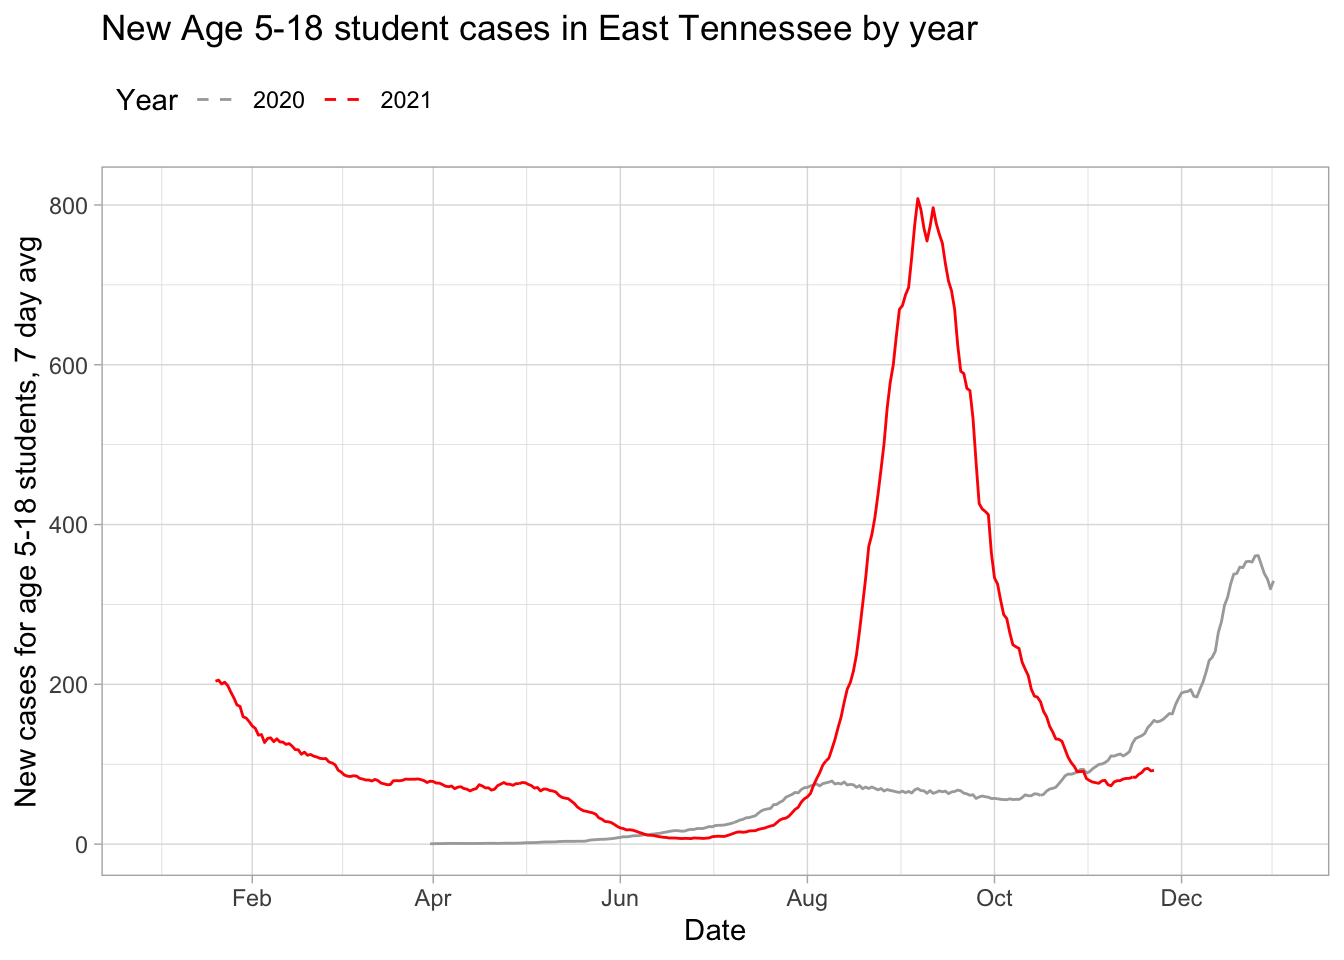 New Age 5-18 student cases in East Tennessee by year
Year 2020 2021
New cases for age 5-18 students, 7 day avg
800
600
400
200
0
Feb Apr Jun Aug Oct Dec
Date